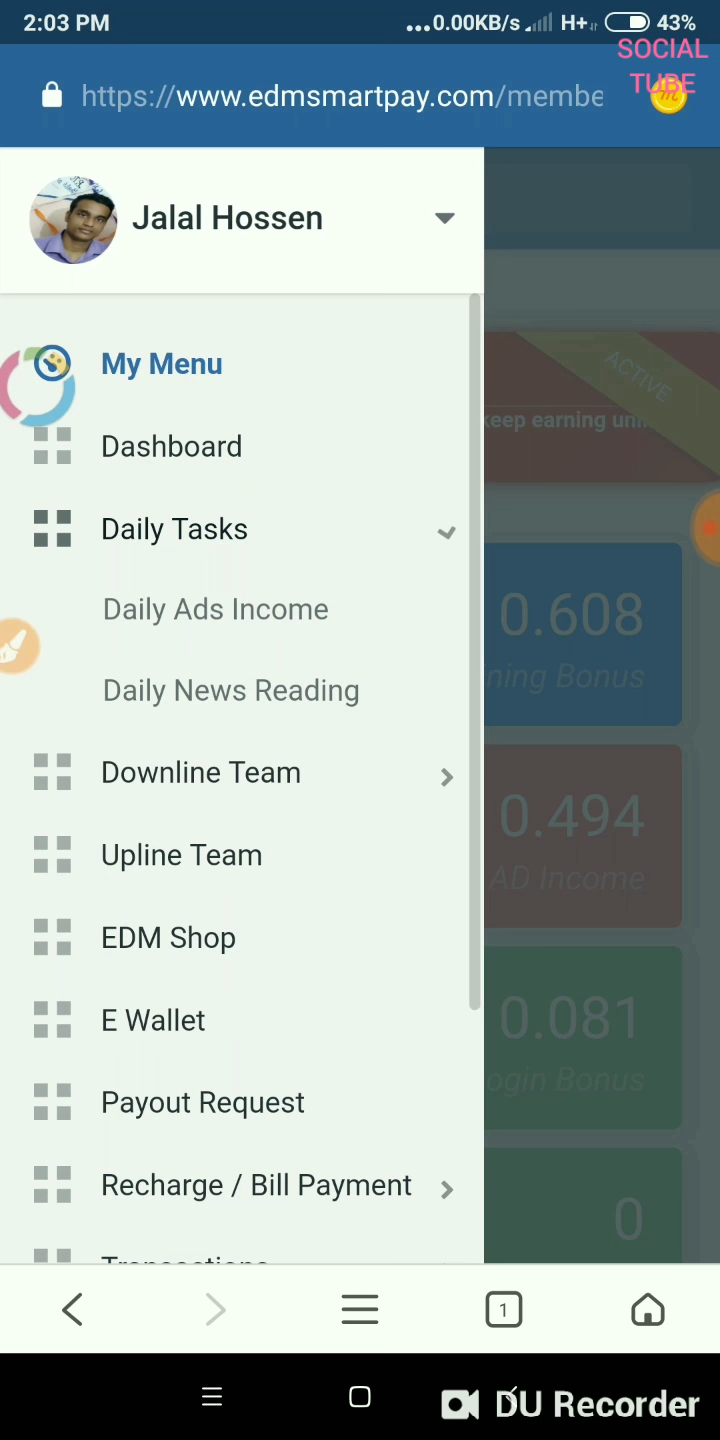 2:03 PM
...0.00KB/s H+ 43%
SOCIAL
TUBE
https://www.edmsmartpay.com/membe
Jalal Hossen
My Menu
ACTIVE
keep earning
Dashboard
Daily Tasks
Daily Ads Income
0.608
Daily News Reading
ning Bonus
Downline Team
0.494
Upline Team
AD Income
EDM Shop
E Wallet
0.081
ogin Bonus
Payout Request
Recharge / Bill Payment
0
Transactions
1
DU Recorder